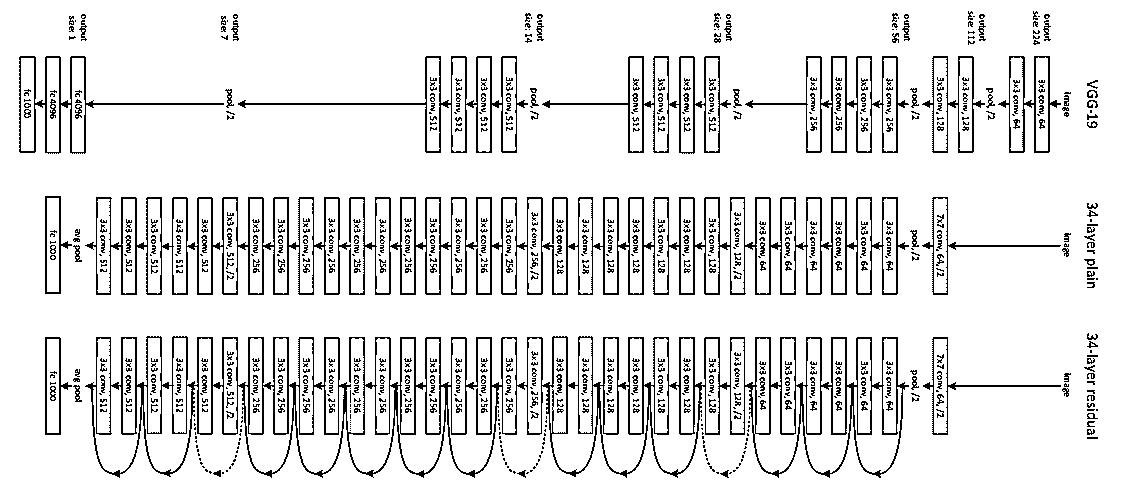 VGG-19
34-layer plain
34-layer residual
output
size: 224
output
size: 112
output
size: 56
output
size: 28
output
size: 14
output
size: 7
output
size: 1
image
3x3 conv, 64
3x3 conv, 64
pool, /2
3x3 conv, 128
3x3 conv, 128
pool, /2
3x3 conv, 256
3x3 conv, 256
3x3 conv, 256
3x3 conv, 256
pool, /2
3x3 conv, 512
3x3 conv, 512
3x3 conv, 512
3x3 conv, 512
pool, /2
3x3 conv, 512
3x3 conv, 512
3x3 conv, 512
3x3 conv, 512
pool, /2
fc 4096
fc 4096
fc 1000
image
7x7 conv, 64, /2
pool, /2
3x3 conv, 64
3x3 conv, 64
3x3 conv, 64
3x3 conv, 64
3x3 conv, 64
3x3 conv, 64
3x3 conv, 128, /2
3x3 conv, 128
3x3 conv, 128
3x3 conv, 128
3x3 conv, 128
3x3 conv, 128
3x3 conv, 128
3x3 conv, 128
3x3 conv, 256, /2
3x3 conv, 256
3x3 conv, 256
3x3 conv, 256
3x3 conv, 256
3x3 conv, 256
3x3 conv, 256
3x3 conv, 256
3x3 conv, 256
3x3 conv, 256
3x3 conv, 256
3x3 conv, 256
3x3 conv, 512, /2
3x3 conv, 512
3x3 conv, 512
3x3 conv, 512
3x3 conv, 512
3x3 conv, 512
avg pool
fc 1000
image
7x7 conv, 64, /2
pool, /2
3x3 conv, 64
3x3 conv, 64
3x3 conv, 64
3x3 conv, 64
3x3 conv, 64
3x3 conv, 64
3x3 conv, 128, /2
3x3 conv, 128
3x3 conv, 128
3x3 conv, 128
3x3 conv, 128
3x3 conv, 128
3x3 conv, 128
3x3 conv, 128
3x3 conv, 256, /2
3x3 conv, 256
3x3 conv, 256
3x3 conv, 256
3x3 conv, 256
3x3 conv, 256
3x3 conv, 256
3x3 conv, 256
3x3 conv, 256
3x3 conv, 256
3x3 conv, 256
3x3 conv, 256
3x3 conv, 512, /2
3x3 conv, 512
3x3 conv, 512
3x3 conv, 512
3x3 conv, 512
3x3 conv, 512
avg pool
fc 1000